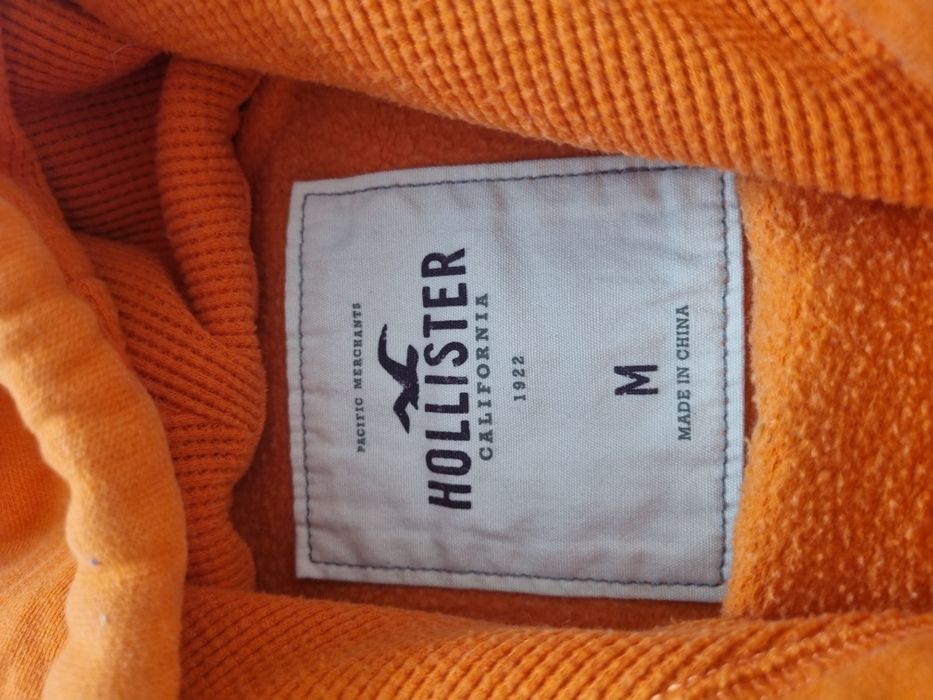 PACIFIC MERCHANTS
HOLLISTER
CALIFORNIA
1922
M
MADE IN CHINA